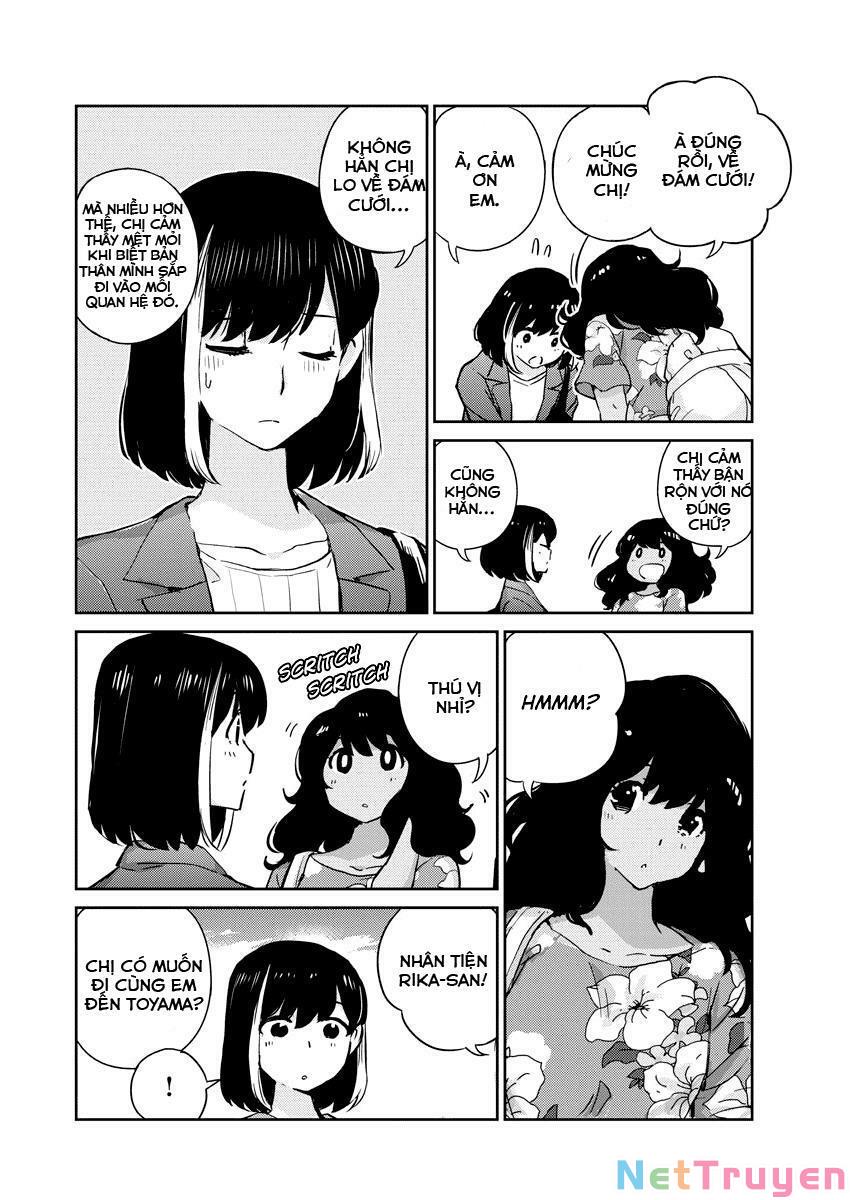 À ĐÚNG
RỒI, VỀ
ĐÁM CƯỚI!
CHÚC
MỪNG
CHỊ!
À, CẢM
ƠN
EM.
CHỊ CẢM
THẤY BẬN
RỘN VỚI NÓ
ĐÚNG
CHỨ?
CŨNG
KHÔNG
HẲN...
KHÔNG
HẲN CHỊ
LO VỀ ĐÁM
CƯỚI...
MÀ NHIỀU HƠN
THẾ, CHỊ CẢM
THẤY MỆT MỎI
KHI BIẾT BẢN
THÂN MÌNH SẮP
ĐI VÀO MỐI
QUAN HỆ ĐÓ.
HMMM?
THÚ VỊ
NHỈ?
SCRITCH
SCRITCH
NHÂN TIỆN
RIKA-SAN!
CHỊ CÓ MUỐN
ĐI CÙNG EM
ĐẾN TOYAMA?
!
NetTruyen